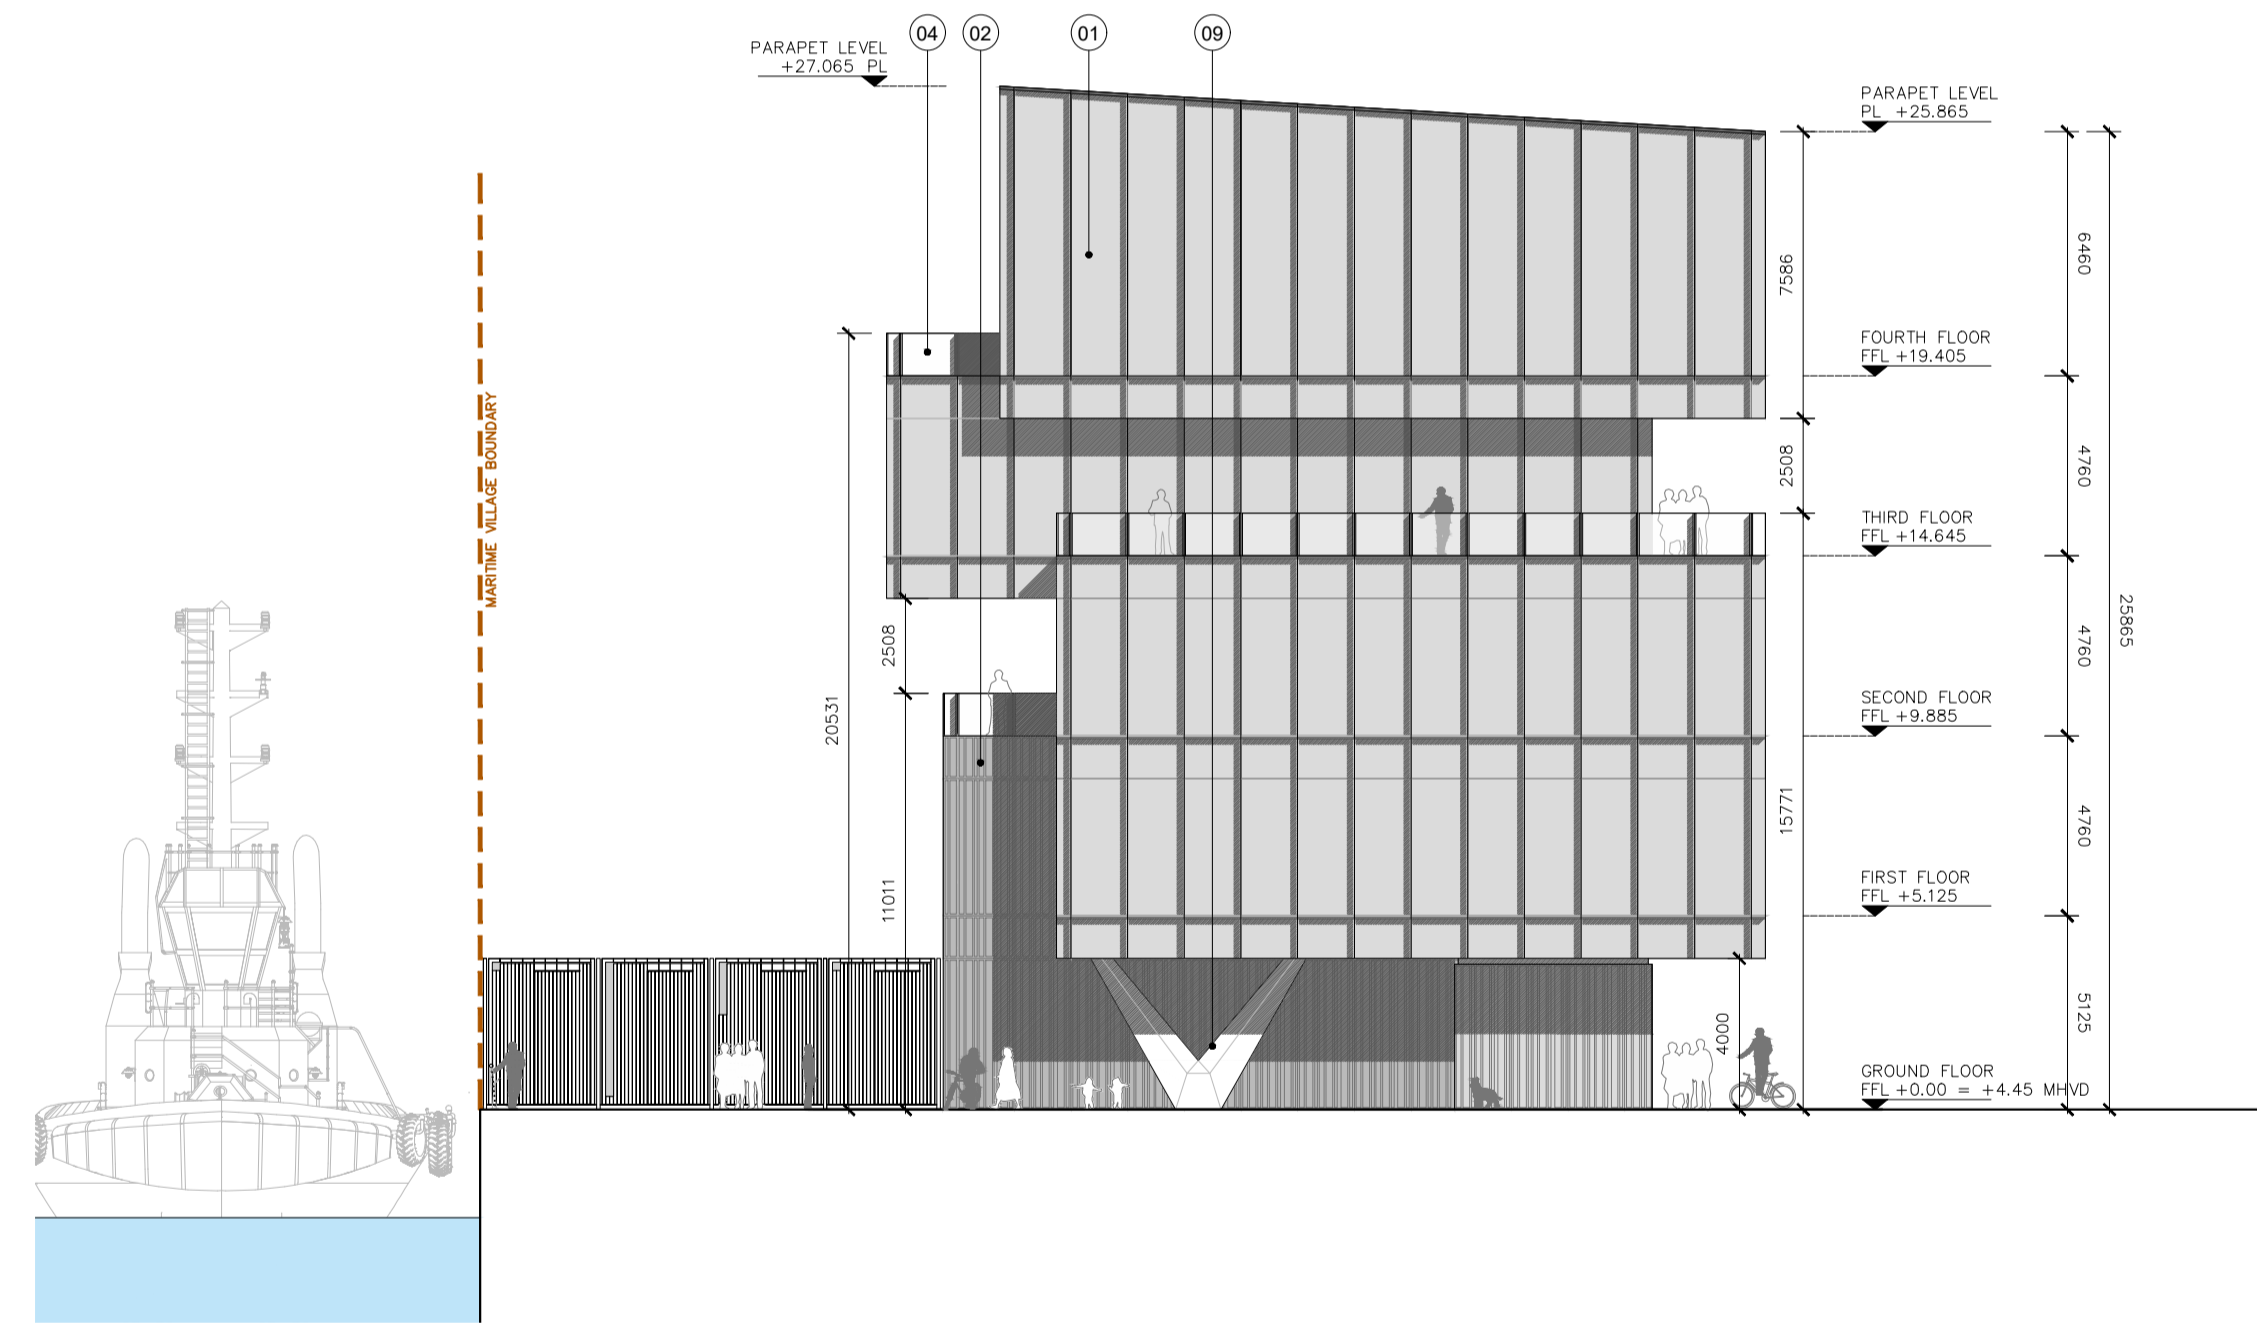 04
02
01
09
PARAPET LEVEL
+27.065 PL
PARAPET LEVEL
PL +25.865
6460
7586
FOURTH FLOOR
FFL +19.405
MARITIME VILLAGE BOUNDARY
2508
4760
THIRD FLOOR
FFL +14.645
2508
4760
25865
20531
SECOND FLOOR
FFL +9.885
15771
4760
11011
FIRST FLOOR
FFL +5.125
4000
5125
GROUND FLOOR
FFL +0.00 = +4.45 MHVD